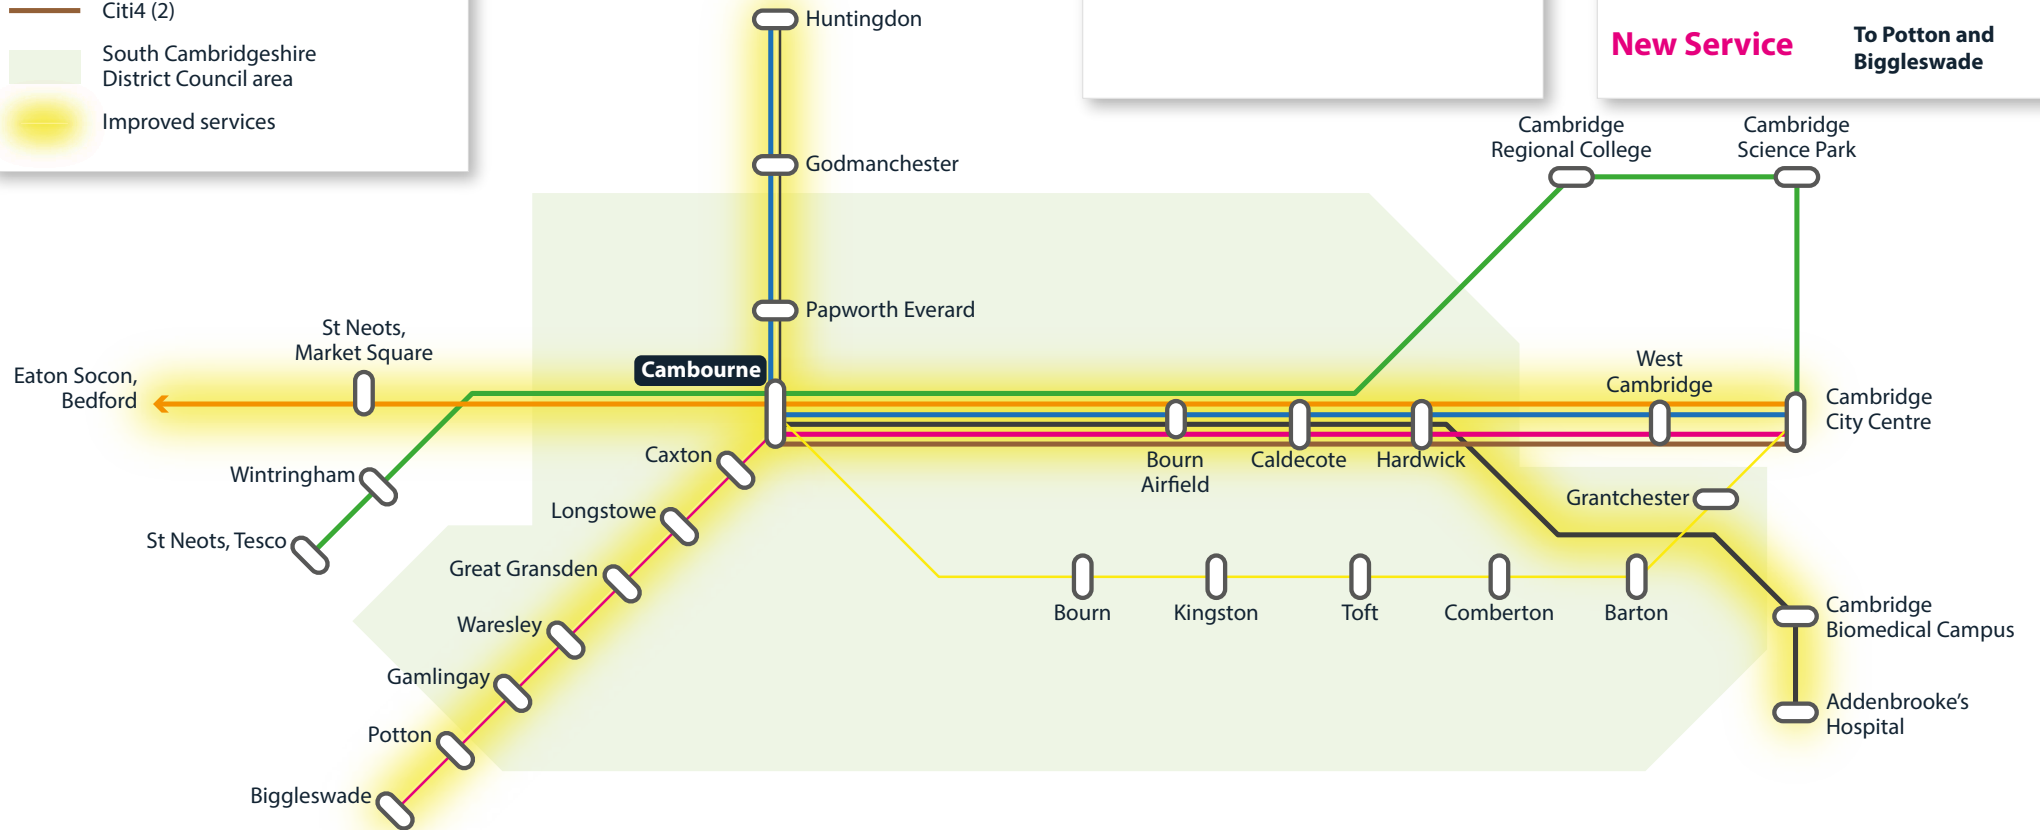 Citi4 (2)
South Cambridgeshire
District Council area
Improved services
New Service
To Potton and
Biggleswade
Huntingdon
Godmanchester
Papworth Everard
Cambridge
Regional College
Cambridge
Science Park
St Neots,
Market Square
Eaton Socon,
Bedford
Cambourne
West
Cambridge
Cambridge
City Centre
Wintringham
St Neots, Tesco
Caxton
Longstowe
Great Gransden
Waresley
Gamlingay
Potton
Biggleswade
Bourn
Airfield
Caldecote
Hardwick
Grantchester
Bourn
Kingston
Toft
Comberton
Barton
Cambridge
Biomedical Campus
Addenbrooke’s
Hospital